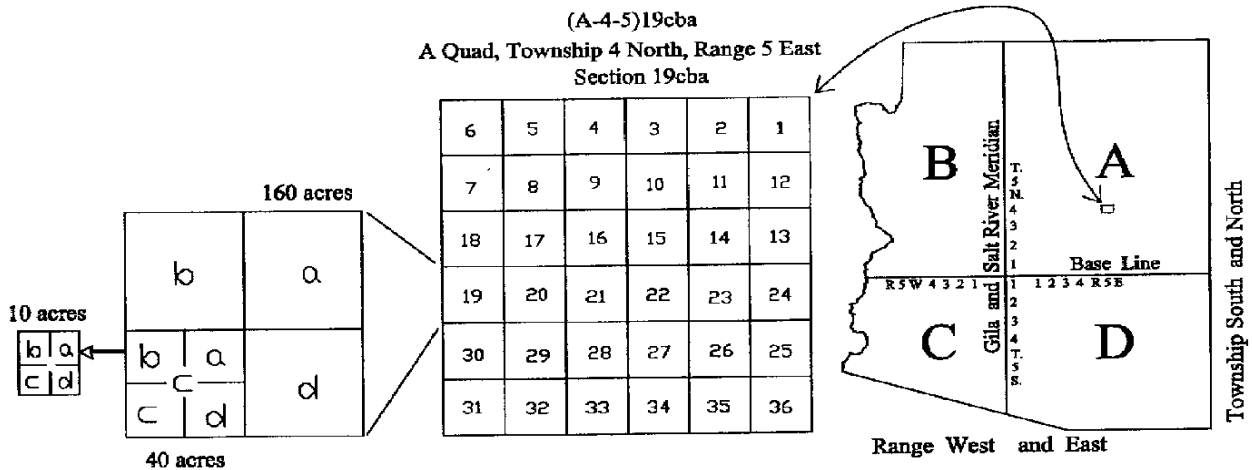 (A-4-5)19cba
A Quad, Township 4 North, Range 5 East
Section 19cba
6 5 4 3 2 1
7 8 9 10 11 12
18 17 16 15 14 13
19 20 21 22 23 24
30 29 28 27 26 25
31 32 33 34 35 36
160 acres
b a
b a
c
c d
d
40 acres
10 acres
b a
c d
B A
C D
Gila and Salt River Meridian
T.
5
N.
4
3
2
1
Base Line
R 5 W 4 3 2 1
1 1 2 3 4 R 5 E
2
3
4
T.
5
S.
Range West and East
Township South and North